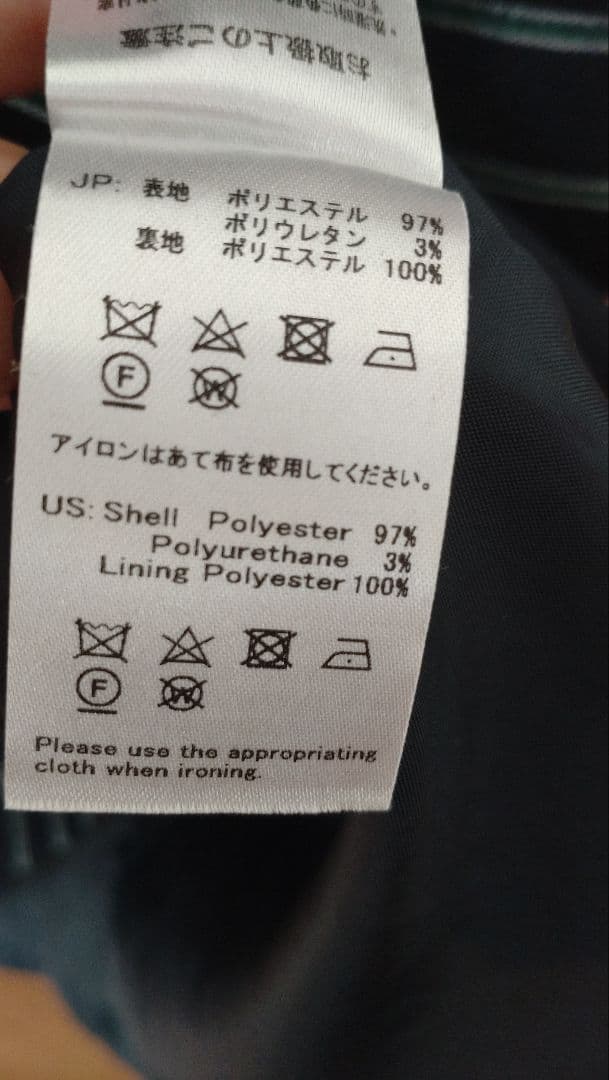 お取扱上のご注意
JP: 表地 ポリエステル 97%
ポリウレタン 3%
裏地 ポリエステル 100%
F W
アイロンはあて布を使用してください。
US: Shell Polyester 97%
Polyurethane 3%
Lining Polyester 100%
F W
Please use the appropriating
cloth when ironing.